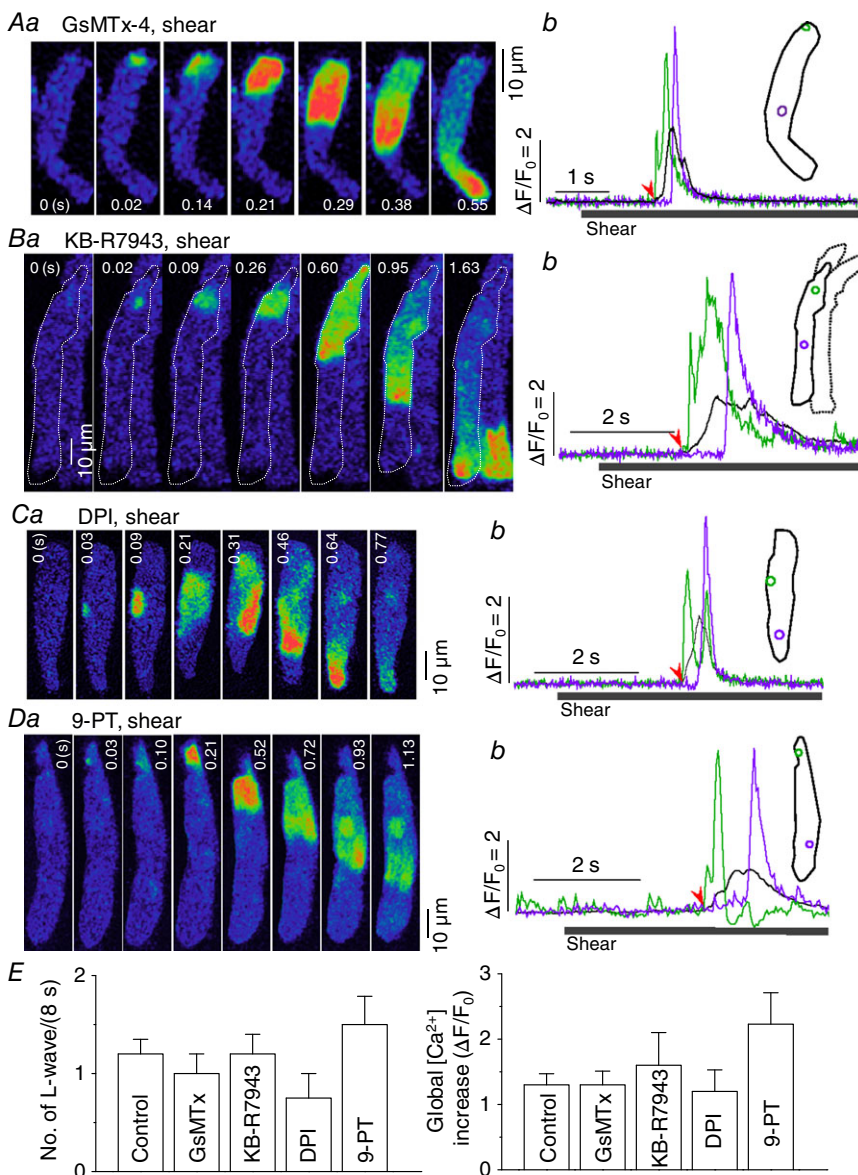 Aa GsMTx-4, shear
10 µm
0 (s) 0.02 0.14 0.21 0.29 0.38 0.55
b
ΔF/F0 = 2
1 s
Shear
Ba KB-R7943, shear
0 (s) 0.02 0.09 0.26 0.60 0.95 1.63
10 µm
b
ΔF/F0 = 2
2 s
Shear
Ca DPI, shear
0 (s) 0.03 0.09 0.21 0.31 0.46 0.64 0.77
10 µm
b
ΔF/F0 = 2
2 s
Shear
Da 9-PT, shear
0(s) 0.03 0.10 0.21 0.52 0.72 0.93 1.13
10 µm
b
ΔF/F0 = 2
2 s
Shear
E
No. of L-wave/(8 s)
2
1
0
Control GsMTx KB-R7943 DPI 9-PT
Global [Ca2+]
increase (ΔF/F0)
3
2
1
0
Control GsMTx KB-R7943 DPI 9-PT